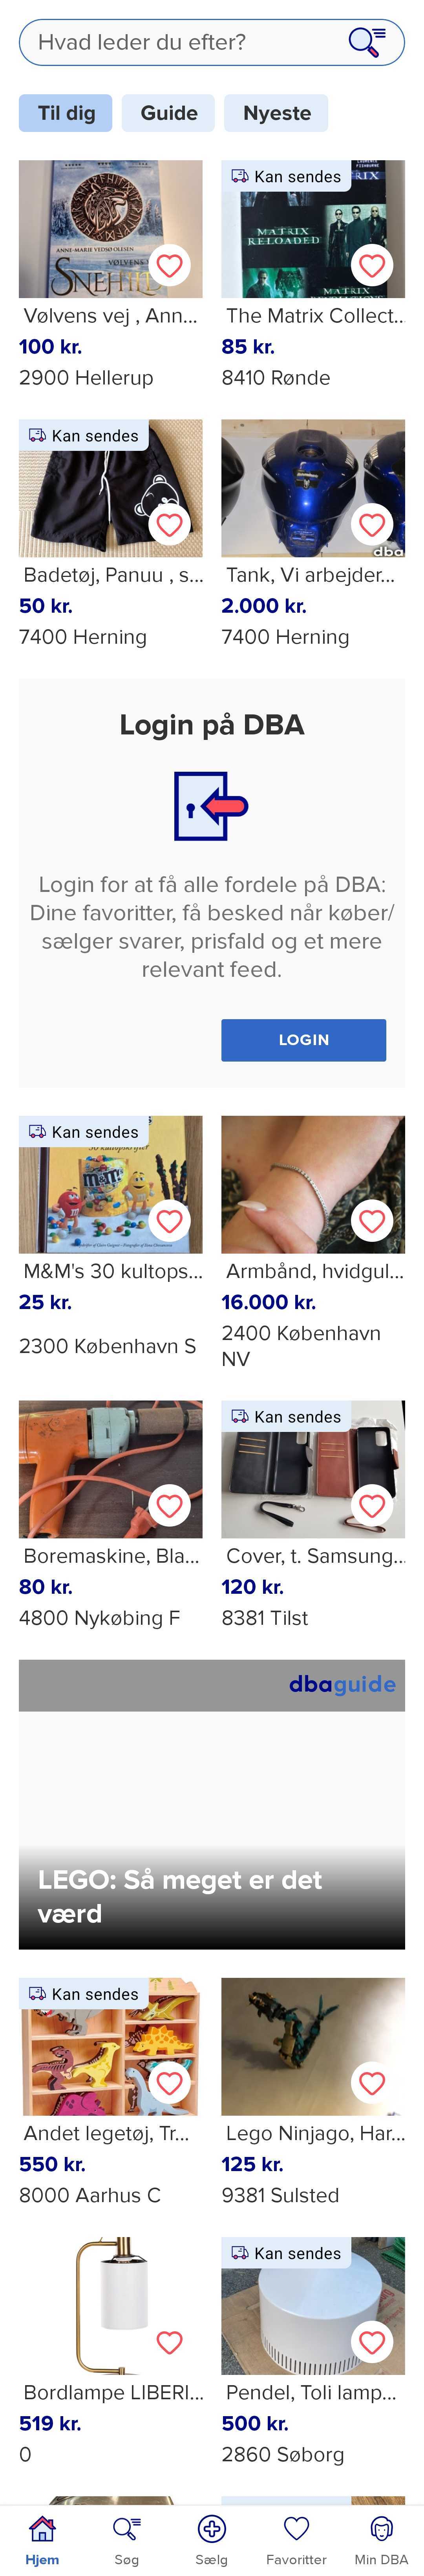 Hvad leder du efter?
Til dig
Guide
Nyeste
ANNE-MARIE VEDSØ OLESEN
Kan sendes
MATRIX
RELOADED
Vølvens vej , Ann...
The Matrix Collect...
100 kr.
85 kr.
2900 Hellerup
8410 Rønde
Kan sendes
dba
Badetøj, Panuu , s...
Tank, Vi arbejder...
50 kr.
2.000 kr.
7400 Herning
7400 Herning
Login på DBA
Login for at få alle fordele på DBA:
Dine favoritter, få besked når køber/
sælger svarer, prisfald og et mere
relevant feed.
LOGIN
Kan sendes
m&m's
M&M's 30 kultops...
Armbånd, hvidgul...
25 kr.
16.000 kr.
2300 København S
2400 København
NV
Kan sendes
Boremaskine, Bla...
Cover, t. Samsung...
80 kr.
120 kr.
4800 Nykøbing F
8381 Tilst
dbaguide
LEGO: Så meget er det
værd
Kan sendes
Andet legetøj, Tr...
Lego Ninjago, Har...
550 kr.
125 kr.
8000 Aarhus C
9381 Sulsted
Kan sendes
Bordlampe LIBERI...
Pendel, Toli lamp...
519 kr.
500 kr.
0
2860 Søborg
Hjem
Søg
Sælg
Favoritter
Min DBA